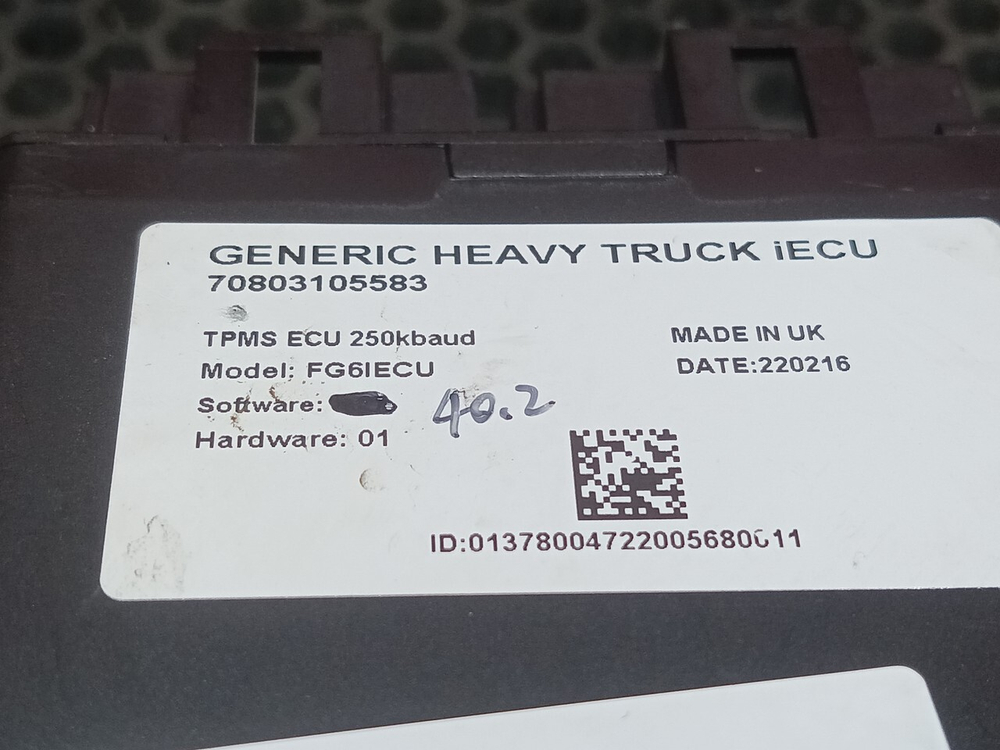 GENERIC HEAVY TRUCK iECU
70803105583
TPMS ECU 250kbaud
MADE IN UK
Model: FG6IECU
DATE:220216
Software: 40.2
Hardware: 01
ID:01378004722005680011